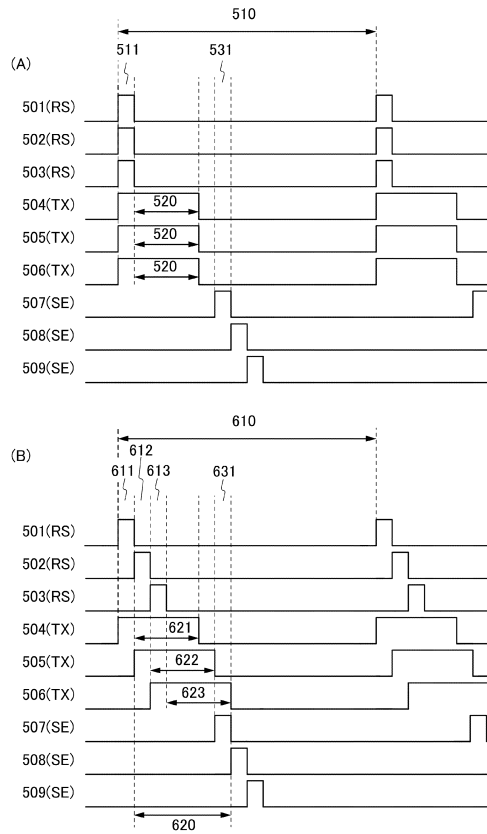 510
511
531
(A)
501(RS)
502(RS)
503(RS)
504(TX)
520
505(TX)
520
506(TX)
520
507(SE)
508(SE)
509(SE)
610
(B)
612
611
613
631
501(RS)
502(RS)
503(RS)
504(TX)
621
505(TX)
622
506(TX)
623
507(SE)
508(SE)
509(SE)
620